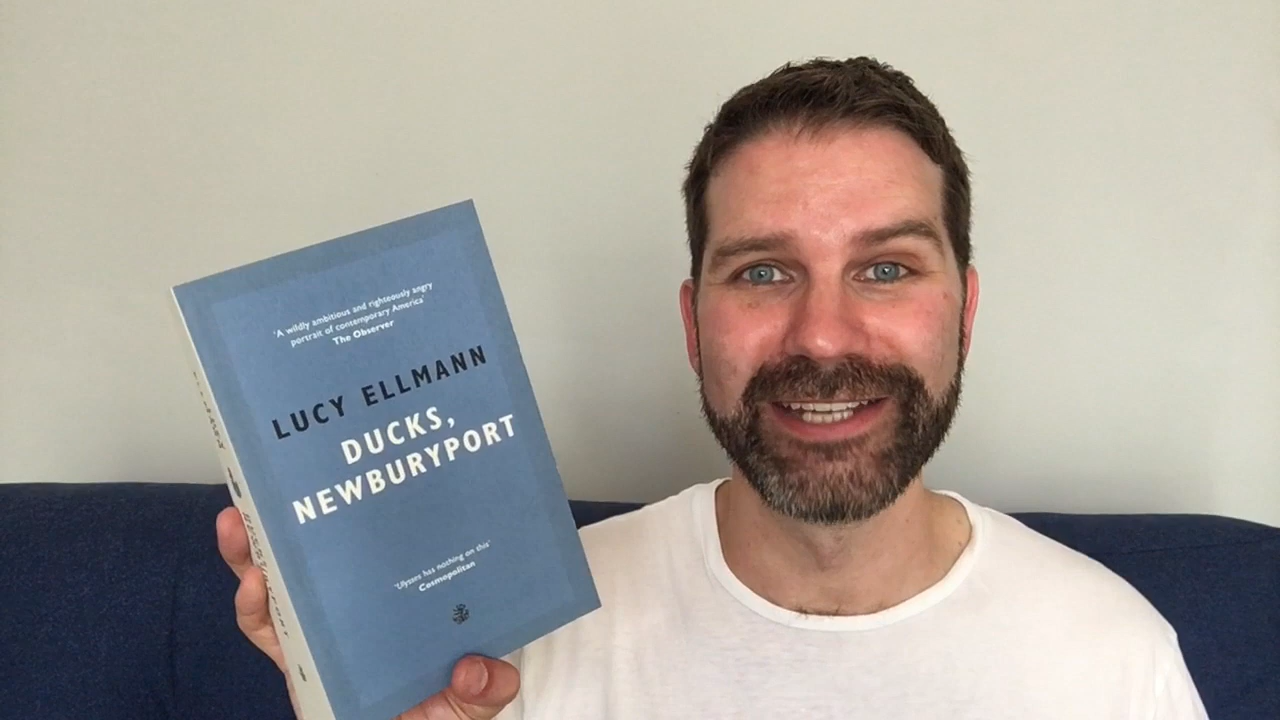 'A wildly ambitious and righteously angry
portrait of contemporary America'
The Observer
LUCY ELLMANN
DUCKS,
NEWBURYPORT
'Ulysses has nothing on this'
Cosmopolitan